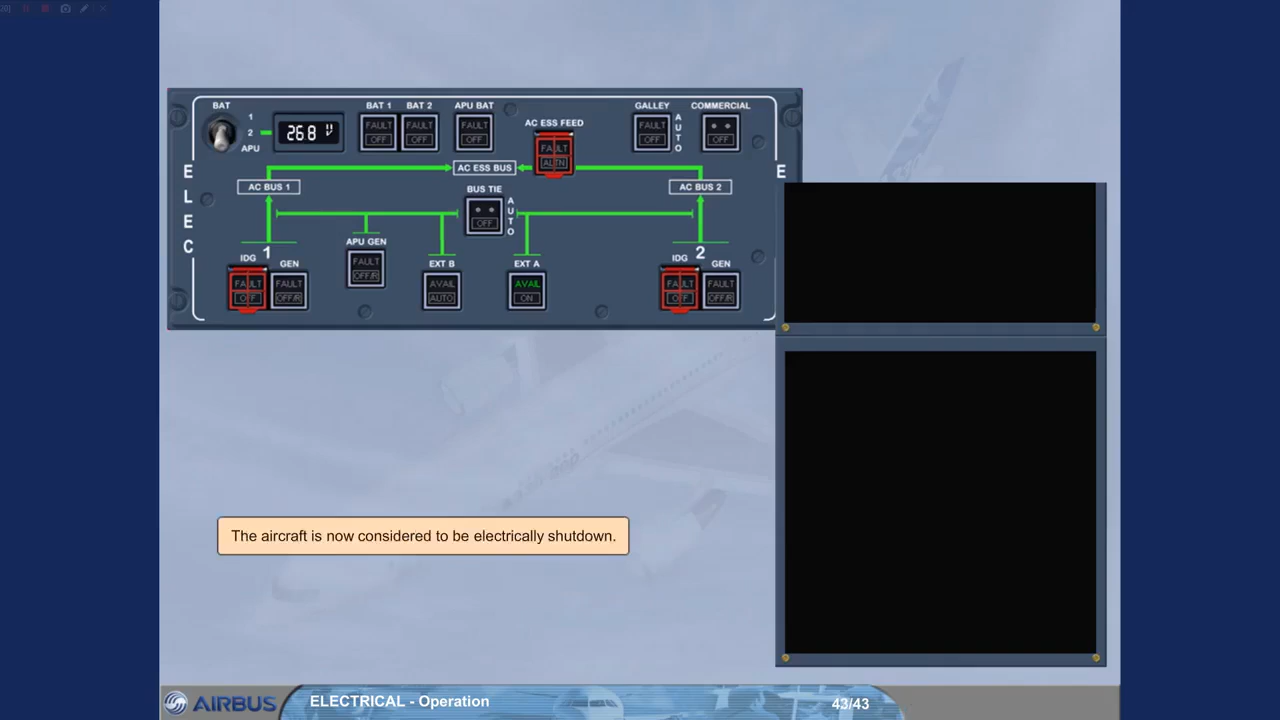 20]
BAT
1
2
APU
26.8 V
BAT 1
BAT 2
APU BAT
AC ESS FEED
GALLEY
COMMERCIAL
FAULT
OFF
FAULT
OFF
FAULT
OFF
FAULT
ALTN
FAULT
OFF
AUTO
OFF
ELEC
AC ESS BUS
E
AC BUS 1
BUS TIE
AC BUS 2
OFF
AUTO
1
APU GEN
2
IDG
GEN
FAULT
OFF/R
EXT B
EXT A
IDG
GEN
FAULT
OFF
FAULT
OFF/R
AVAIL
AUTO
AVAIL
ON
FAULT
OFF
FAULT
OFF/R
The aircraft is now considered to be electrically shutdown.
AIRBUS
ELECTRICAL - Operation
43/43